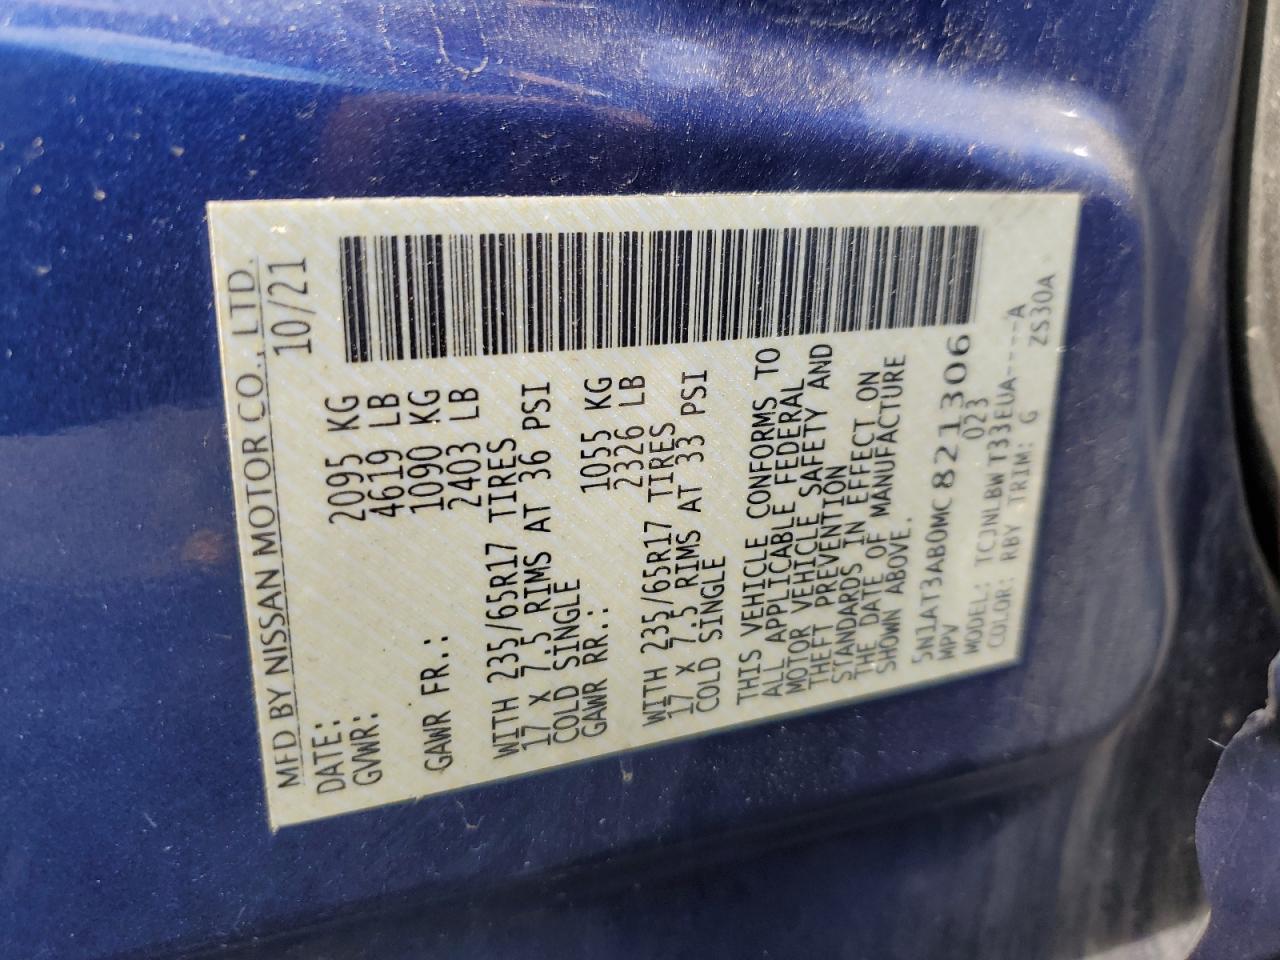 MFD BY NISSAN MOTOR CO., LTD.
DATE: 10/21
GVWR: 2095 KG
4619 LB
GAWR FR.: 1090 KG
2403 LB
WITH 235/65R17 TIRES
17 X 7.5 RIMS AT 36 PSI
COLD SINGLE
GAWR RR.: 1055 KG
2326 LB
WITH 235/65R17 TIRES
17 X 7.5 RIMS AT 33 PSI
COLD SINGLE
THIS VEHICLE CONFORMS TO
ALL APPLICABLE FEDERAL
MOTOR VEHICLE SAFETY AND
THEFT PREVENTION
STANDARDS IN EFFECT ON
THE DATE OF MANUFACTURE
SHOWN ABOVE.
5N1AT3AB0MC821306
MPV 023
MODEL: TCJNLBWT33EUA----A
COLOR: RBY TRIM: G ZS30A